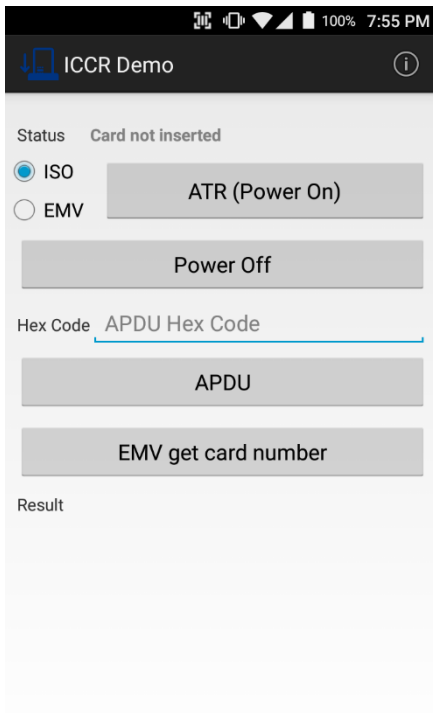 100% 7:55 PM
ICCR Demo
Status Card not inserted
ISO
ATR (Power On)
EMV
Power Off
Hex Code APDU Hex Code
APDU
EMV get card number
Result